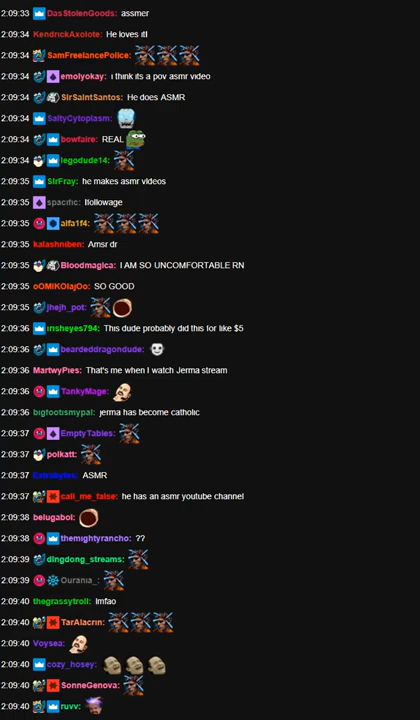 2:09:33 DasStolenGoods: assmer
2:09:34 KendrickAxolote: He loves it!
2:09:34 SamFreelancePolice:
2:09:34 emolyokay: i think its a pov asmr video
2:09:34 SirSaintSantos: He does ASMR
2:09:34 SaltyCytoplasm:
2:09:34 bowfaire: REAL
2:09:34 legodude14:
2:09:35 SirFray: he makes asmr videos
2:09:35 spacific: !followage
2:09:35 alfa1f4:
2:09:35 kalashniben: Amsr dr
2:09:35 Bloodmagica: I AM SO UNCOMFORTABLE RN
2:09:35 oOMIKOlajOo: SO GOOD
2:09:35 jhejh_pot:
2:09:36 irisheyes794: This dude probably did this for like $5
2:09:36 beardeddragondude:
2:09:36 MartwyPies: That's me when I watch Jerma stream
2:09:36 TankyMage:
2:09:36 bigfootismypal: jerma has become catholic
2:09:37 EmptyTables:
2:09:37 polkatt:
2:09:37 Extrabytes: ASMR
2:09:37 call_me_false: he has an asmr youtube channel
2:09:38 belugabol:
2:09:38 themightyrancho: ??
2:09:39 dingdong_streams:
2:09:39 Ourania_:
2:09:40 thegrassytroll: lmfao
2:09:40 TarAlacrin:
2:09:40 Voysea:
2:09:40 cozy_hosey:
2:09:40 SonneGenova:
2:09:40 ruvv: